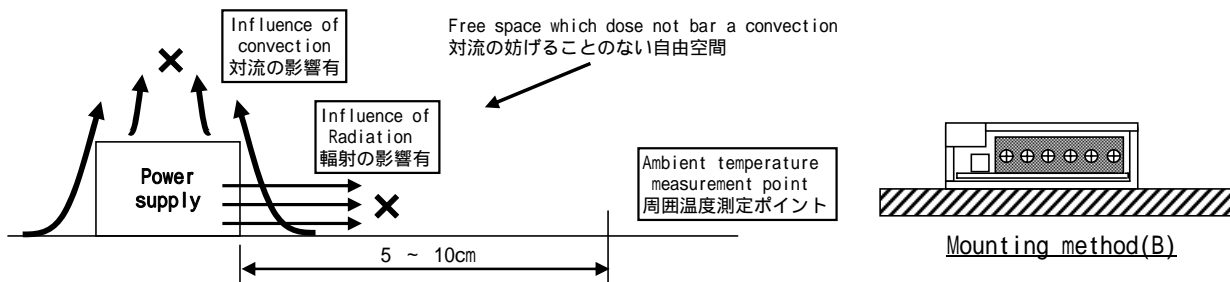 Influence of
convection
対流の影響有
Free space which dose not bar a convection
対流の妨げることのない自由空間
Influence of
Radiation
輻射の影響有
Power
supply
Ambient temperature
measurement point
周囲温度測定ポイント
5 ~ 10cm
Mounting method(B)